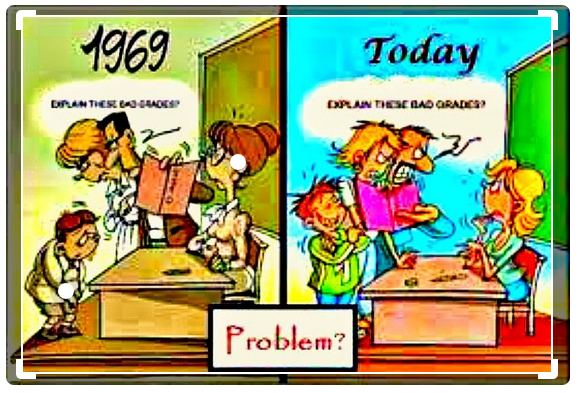 1969
EXPLAIN THESE BAD GRADES?
Today
EXPLAIN THESE BAD GRADES?
Problem?